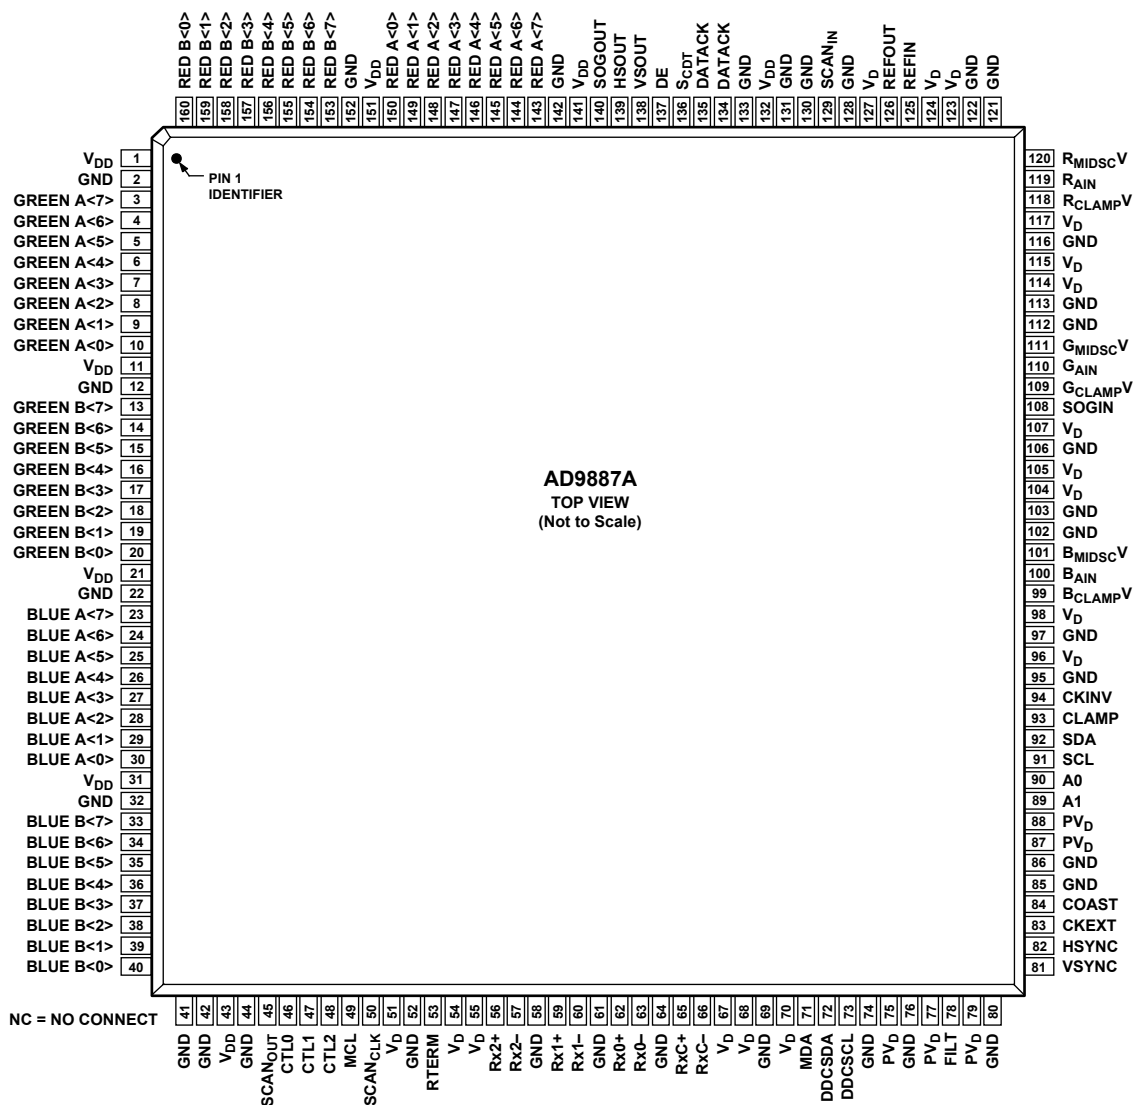 RED B<0>
RED B<1>
RED B<2>
RED B<3>
RED B<4>
RED B<5>
RED B<6>
RED B<7>
GND
VDD
RED A<0>
RED A<1>
RED A<2>
RED A<3>
RED A<4>
RED A<5>
RED A<6>
RED A<7>
GND
VDD
SOGOUT
HSOUT
VSOUT
DE
SCDT
DATACK
DATACK
GND
VDD
GND
GND
SCANIN
GND
VD
REFOUT
REFIN
VD
VD
GND
GND
160 159 158 157 156 155 154 153 152 151 150 149 148 147 146 145 144 143 142 141 140 139 138 137 136 135 134 133 132 131 130 129 128 127 126 125 124 123 122 121
VDD 1
GND 2
GREEN A<7> 3
GREEN A<6> 4
GREEN A<5> 5
GREEN A<4> 6
GREEN A<3> 7
GREEN A<2> 8
GREEN A<1> 9
GREEN A<0> 10
VDD 11
GND 12
GREEN B<7> 13
GREEN B<6> 14
GREEN B<5> 15
GREEN B<4> 16
GREEN B<3> 17
GREEN B<2> 18
GREEN B<1> 19
GREEN B<0> 20
VDD 21
GND 22
BLUE A<7> 23
BLUE A<6> 24
BLUE A<5> 25
BLUE A<4> 26
BLUE A<3> 27
BLUE A<2> 28
BLUE A<1> 29
BLUE A<0> 30
VDD 31
GND 32
BLUE B<7> 33
BLUE B<6> 34
BLUE B<5> 35
BLUE B<4> 36
BLUE B<3> 37
BLUE B<2> 38
BLUE B<1> 39
BLUE B<0> 40
PIN 1
IDENTIFIER
AD9887A
TOP VIEW
(Not to Scale)
120 RMIDSCV
119 RAIN
118 RCLAMPV
117 VD
116 GND
115 VD
114 VD
113 GND
112 GND
111 GMIDSCV
110 GAIN
109 GCLAMPV
108 SOGIN
107 VD
106 GND
105 VD
104 VD
103 GND
102 GND
101 BMIDSCV
100 BAIN
99 BCLAMPV
98 VD
97 GND
96 VD
95 GND
94 CKINV
93 CLAMP
92 SDA
91 SCL
90 A0
89 A1
88 PVD
87 PVD
86 GND
85 GND
84 COAST
83 CKEXT
82 HSYNC
81 VSYNC
NC = NO CONNECT
41 42 43 44 45 46 47 48 49 50 51 52 53 54 55 56 57 58 59 60 61 62 63 64 65 66 67 68 69 70 71 72 73 74 75 76 77 78 79 80
GND
GND
VDD
GND
SCANOUT
CTL0
CTL1
CTL2
MCL
SCANCLK
VD
GND
RTERM
VD
VD
Rx2+
Rx2–
GND
Rx1+
Rx1–
GND
Rx0+
Rx0–
GND
RxC+
RxC–
VD
VD
GND
VD
MDA
DDCSDA
DDCSCL
GND
PVD
GND
PVD
FILT
PVD
GND